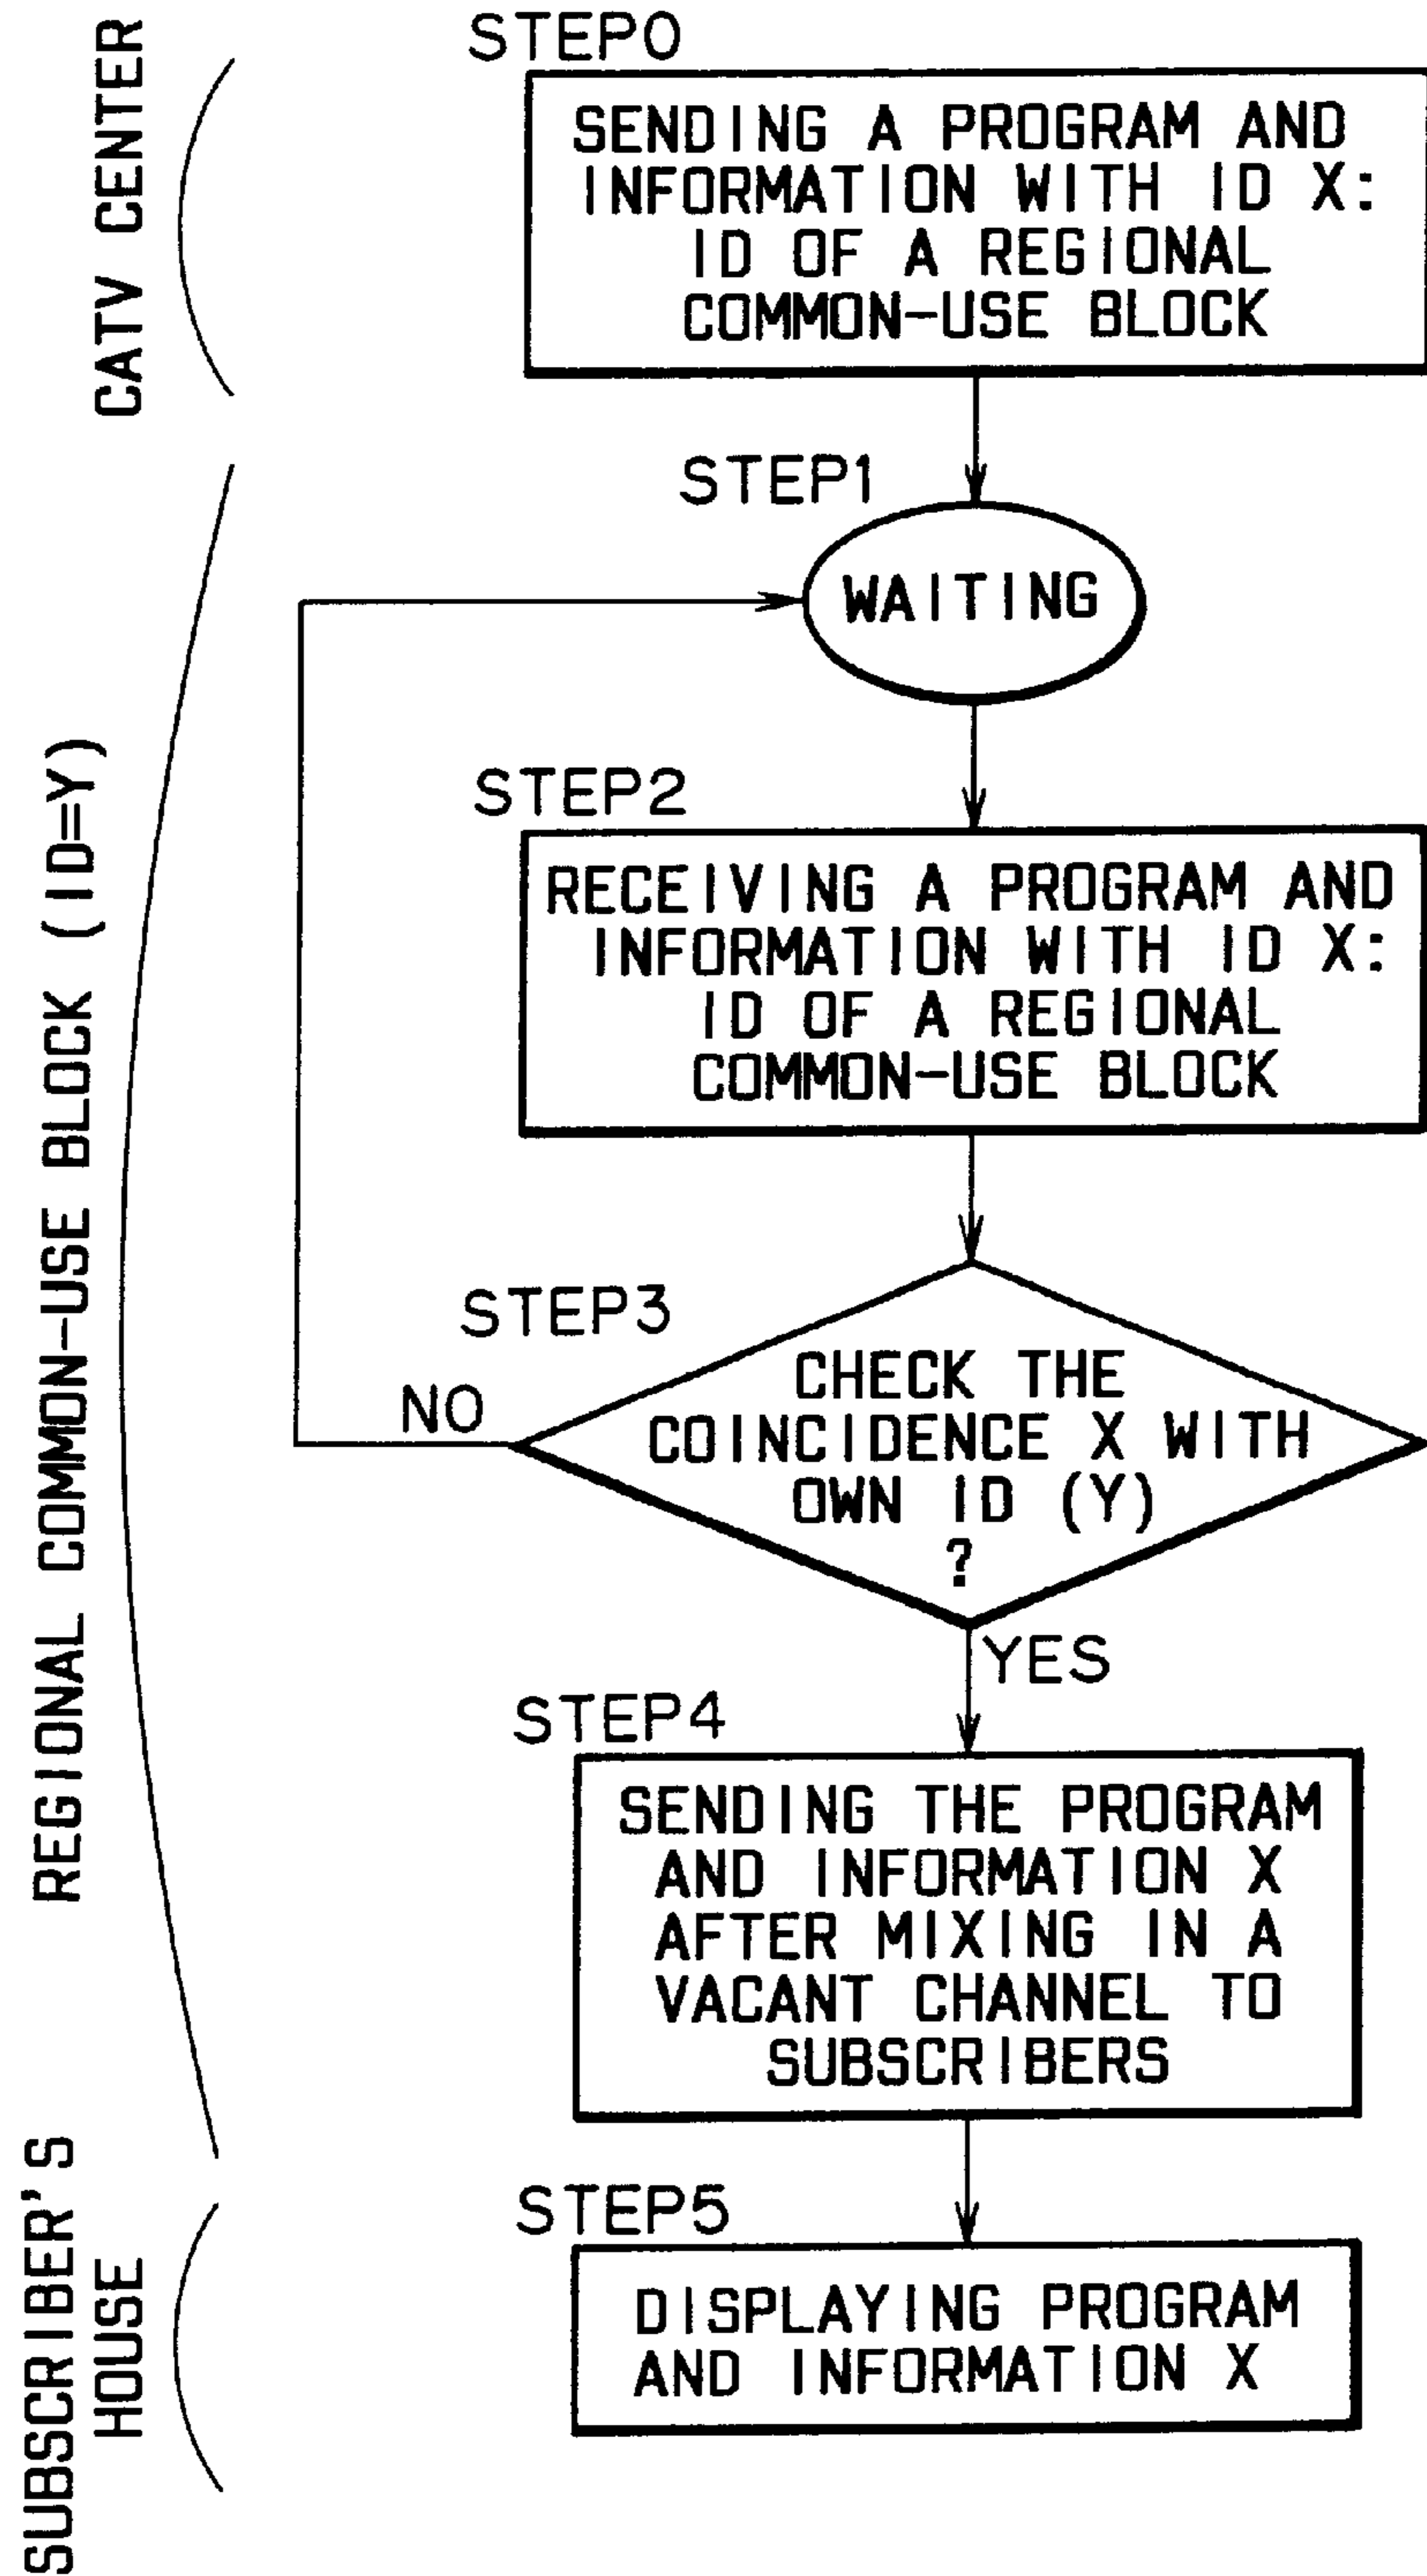 CATV CENTER
STEP0
SENDING A PROGRAM AND
INFORMATION WITH ID X:
ID OF A REGIONAL
COMMON-USE BLOCK
REGIONAL COMMON-USE BLOCK (ID=Y)
STEP1
WAITING
STEP2
RECEIVING A PROGRAM AND
INFORMATION WITH ID X:
ID OF A REGIONAL
COMMON-USE BLOCK
STEP3
CHECK THE
COINCIDENCE X WITH
OWN ID (Y)
?
NO
YES
STEP4
SENDING THE PROGRAM
AND INFORMATION X
AFTER MIXING IN A
VACANT CHANNEL TO
SUBSCRIBERS
SUBSCRIBER'S
HOUSE
STEP5
DISPLAYING PROGRAM
AND INFORMATION X